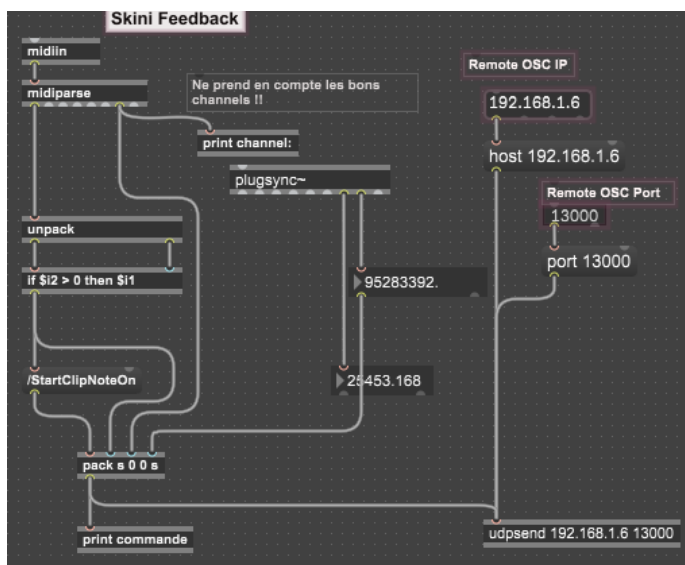 Skini Feedback
midiin
midiparse
Ne prend en compte les bons
channels !!
print channel:
plugsync~
unpack
if $i2 > 0 then $i1
95283392.
25453.168
/StartClipNoteOn
pack s 0 0 s
print commande
Remote OSC IP
192.168.1.6
host 192.168.1.6
Remote OSC Port
13000
port 13000
udpsend 192.168.1.6 13000